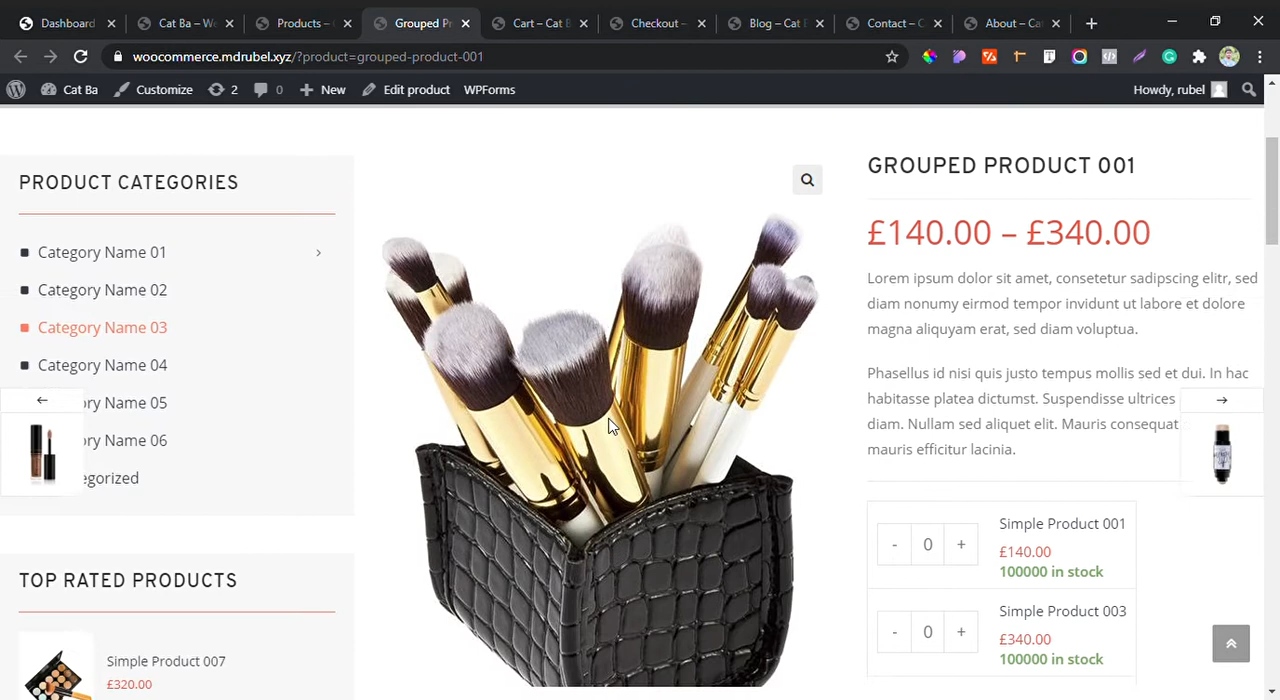 Dashboard
Cat Ba – W
Products –
Grouped Pr
Cart – Cat B
Checkout –
Blog – Cat B
Contact – C
About – Cat
woocommerce.mdrubel.xyz/?product=grouped-product-001
Cat Ba
Customize
2
0
New
Edit product
WPForms
Howdy, rubel
PRODUCT CATEGORIES
Category Name 01
Category Name 02
Category Name 03
Category Name 04
ory Name 05
ory Name 06
egorized
TOP RATED PRODUCTS
Simple Product 007
£320.00
GROUPED PRODUCT 001
£140.00 – £340.00
Lorem ipsum dolor sit amet, consetetur sadipscing elitr, sed
diam nonumy eirmod tempor invidunt ut labore et dolore
magna aliquyam erat, sed diam voluptua.
Phasellus id nisi quis justo tempus mollis sed et dui. In hac
habitasse platea dictumst. Suspendisse ultrices
diam. Nullam sed aliquet elit. Mauris consequat
mauris efficitur lacinia.
- 0 +
Simple Product 001
£140.00
100000 in stock
- 0 +
Simple Product 003
£340.00
100000 in stock